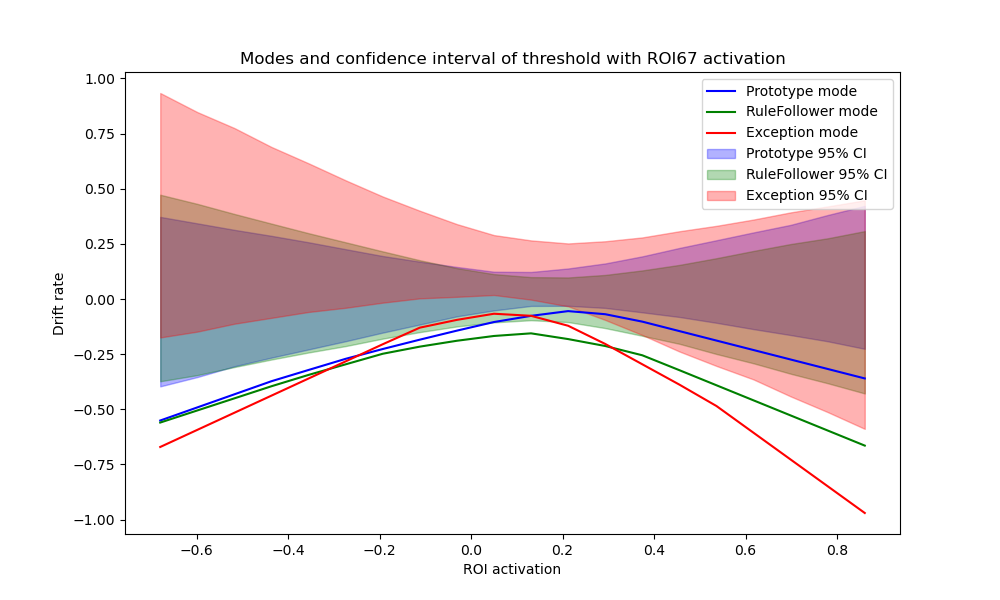 Modes and confidence interval of threshold with ROI67 activation
1.00
0.75
0.50
0.25
0.00
−0.25
−0.50
−0.75
−1.00
Drift rate
Prototype mode
RuleFollower mode
Exception mode
Prototype 95% CI
RuleFollower 95% CI
Exception 95% CI
−0.6 −0.4 −0.2 0.0 0.2 0.4 0.6 0.8
ROI activation